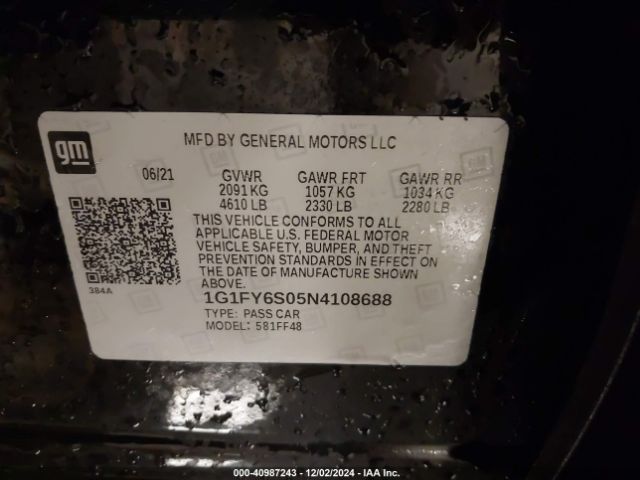 gm
MFD BY GENERAL MOTORS LLC
06/21 GVWR GAWR FRT GAWR RR
2091 KG 1057 KG 1034 KG
4610 LB 2330 LB 2280 LB
THIS VEHICLE CONFORMS TO ALL
APPLICABLE U.S. FEDERAL MOTOR
VEHICLE SAFETY, BUMPER, AND THEFT
PREVENTION STANDARDS IN EFFECT ON
THE DATE OF MANUFACTURE SHOWN
ABOVE.
384A
1G1FY6S05N4108688
TYPE: PASS CAR
MODEL: 581FF48
000-40987243 - 12/02/2024 - IAA Inc.